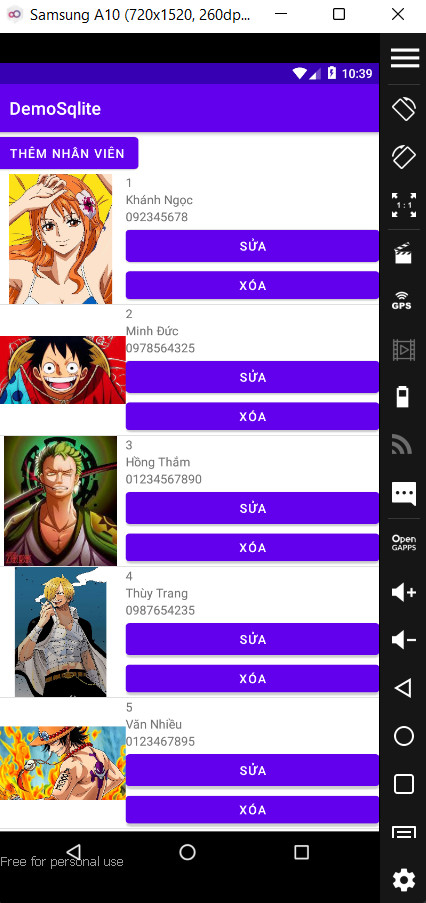 Samsung A10 (720x1520, 260dp...
10:39
DemoSqlite
THÊM NHÂN VIÊN
1
Khánh Ngọc
092345678
SỬA
XÓA
2
Minh Đức
0978564325
SỬA
XÓA
3
Hồng Thắm
01234567890
SỬA
XÓA
4
Thùy Trang
0987654235
SỬA
XÓA
5
Văn Nhiều
0123467895
SỬA
XÓA
Free for personal use
1:1
GPS
Open
GAPPS